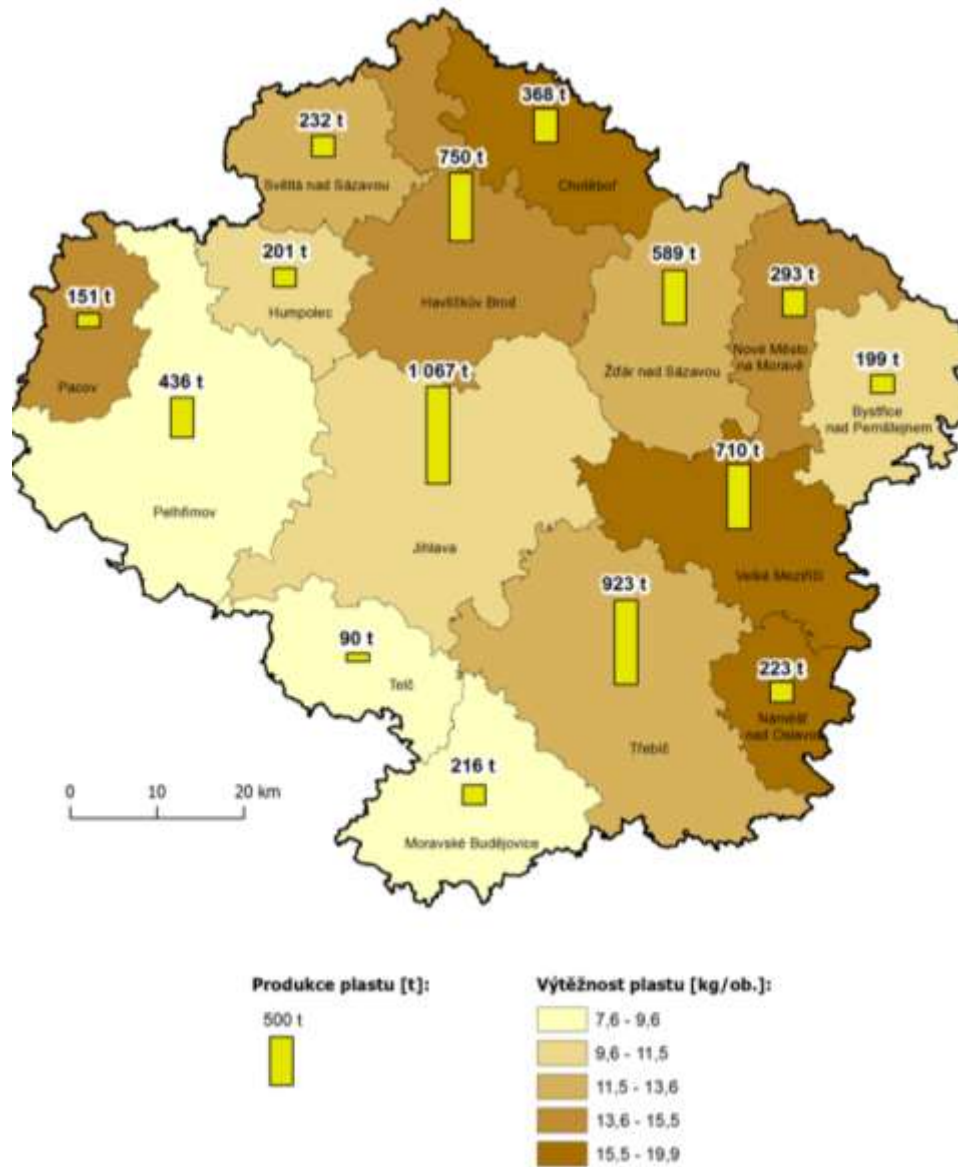 368 t
232 t
750 t
Světlá nad Sázavou
Chotěboř
201 t
589 t
293 t
151 t
Havlíčkův Brod
Humpolec
Nové Město
na Moravě
199 t
Ždár nad Sázavou
1 067 t
436 t
Pacov
Bystřice
nad Pernštejnem
710 t
Pelhřimov
Jihlava
Velké Meziříčí
923 t
90 t
223 t
Telč
Náměšť
nad Oslavou
Třebíč
216 t
0 10 20 km
Moravské Budějovice
Produkce plastu [t]:
500 t
Výtěžnost plastu [kg/ob.]:
7,6 - 9,6
9,6 - 11,5
11,5 - 13,6
13,6 - 15,5
15,5 - 19,9